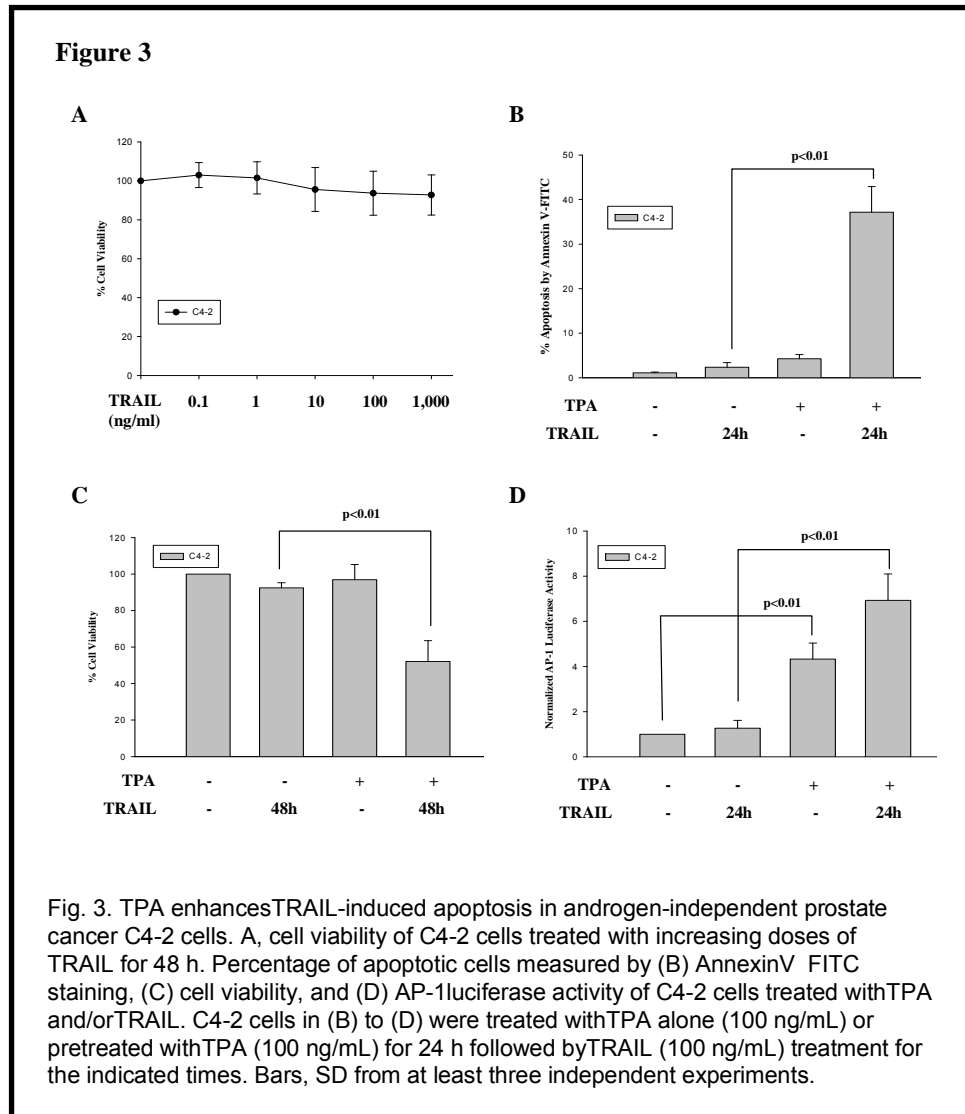 Figure 3
A
120
100
80
60
40
20
0
% Cell Viability
C4-2
TRAIL 0.1 1 10 100 1,000
(ng/ml)
B
p<0.01
50
40
30
20
10
0
% Apoptosis by Annexin V-FITC
C4-2
TPA - - + +
TRAIL - 24h - 24h
C
p<0.01
120
100
80
60
40
20
0
% Cell Viability
C4-2
TPA - - + +
TRAIL - 48h - 48h
D
10
8
6
4
2
0
Normalized AP-1 Luciferase Activity
C4-2
p<0.01
p<0.01
TPA - - + +
TRAIL - 24h - 24h
Fig. 3. TPA enhancesTRAIL-induced apoptosis in androgen-independent prostate
cancer C4-2 cells. A, cell viability of C4-2 cells treated with increasing doses of
TRAIL for 48 h. Percentage of apoptotic cells measured by (B) AnnexinV FITC
staining, (C) cell viability, and (D) AP-1luciferase activity of C4-2 cells treated withTPA
and/orTRAIL. C4-2 cells in (B) to (D) were treated withTPA alone (100 ng/mL) or
pretreated withTPA (100 ng/mL) for 24 h followed byTRAIL (100 ng/mL) treatment for
the indicated times. Bars, SD from at least three independent experiments.